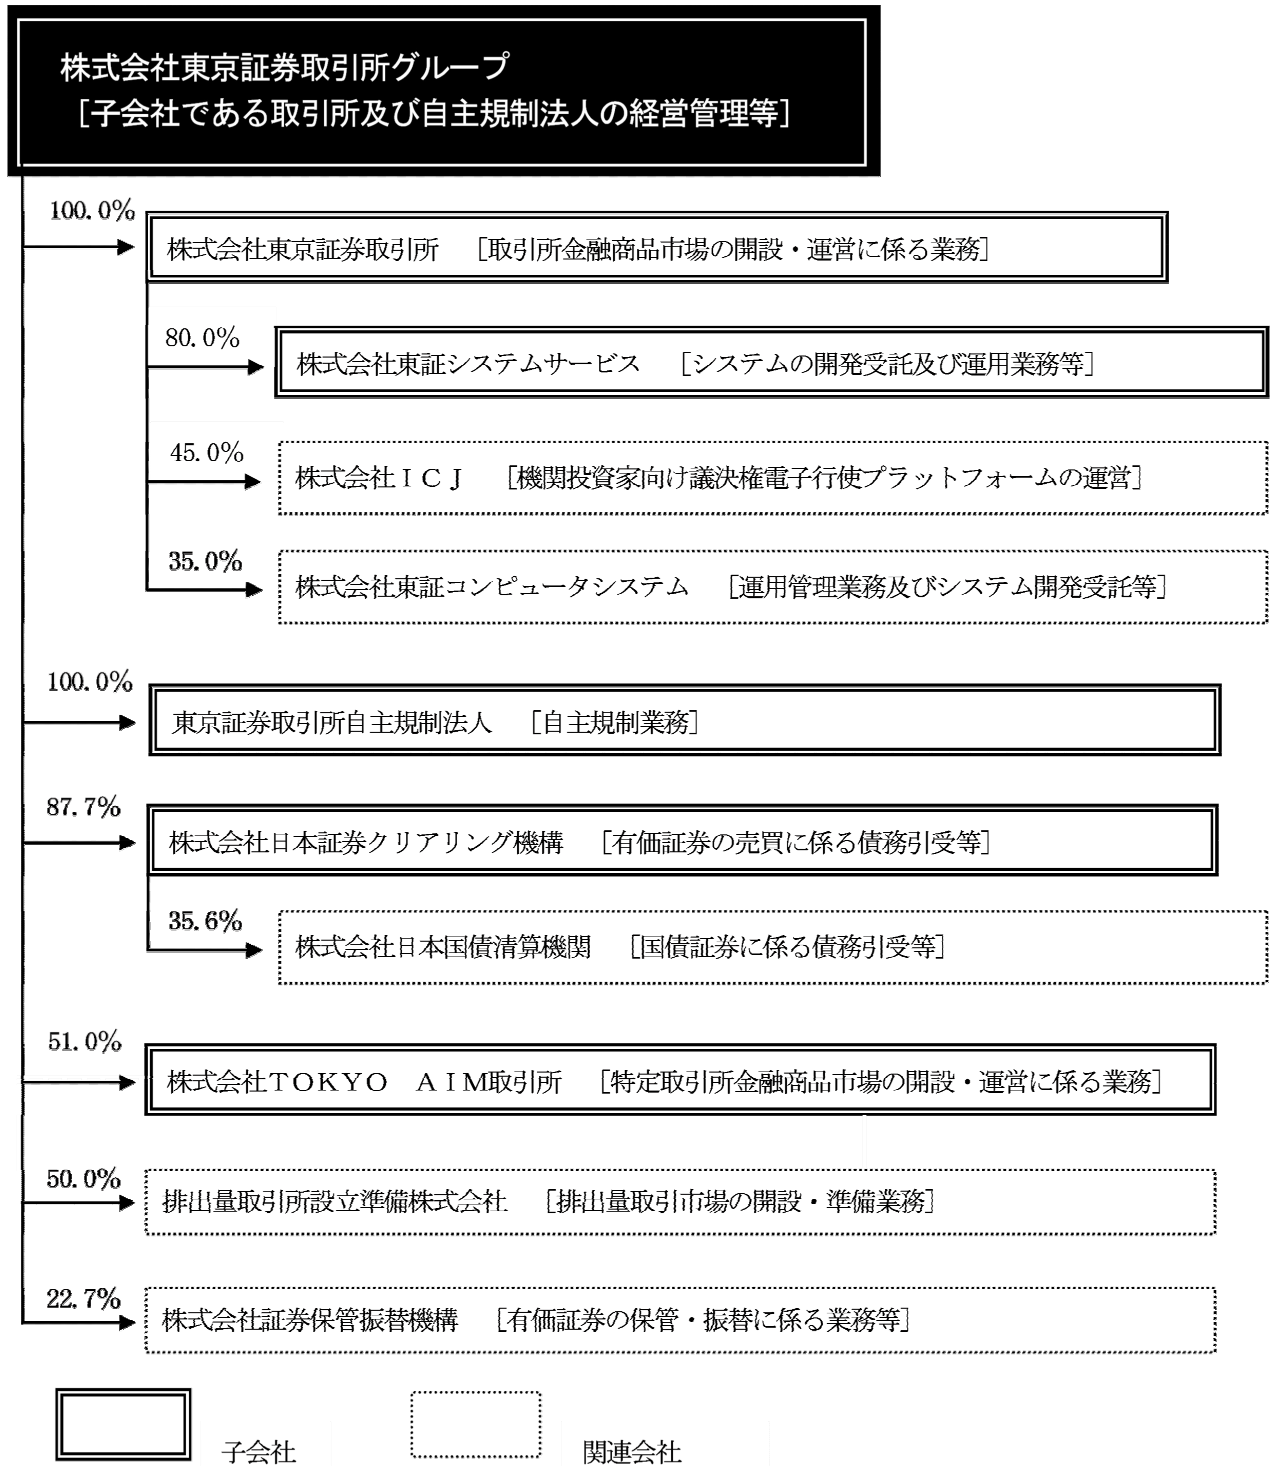 株式会社東京証券取引所グループ
［子会社である取引所及び自主規制法人の経営管理等］
100.0%
株式会社東京証券取引所　［取引所金融商品市場の開設・運営に係る業務］
80.0%
株式会社東証システムサービス　［システムの開発受託及び運用業務等］
45.0%
株式会社ＩＣＪ　［機関投資家向け議決権電子行使プラットフォームの運営］
35.0%
株式会社東証コンピュータシステム　［運用管理業務及びシステム開発受託等］
100.0%
東京証券取引所自主規制法人　［自主規制業務］
87.7%
株式会社日本証券クリアリング機構　［有価証券の売買に係る債務引受等］
35.6%
株式会社日本国債清算機関　［国債証券に係る債務引受等］
51.0%
株式会社ＴＯＫＹＯ　ＡＩＭ取引所　［特定取引所金融商品市場の開設・運営に係る業務］
50.0%
排出量取引所設立準備株式会社　［排出量取引市場の開設・準備業務］
22.7%
株式会社証券保管振替機構　［有価証券の保管・振替に係る業務等］
子会社　関連会社